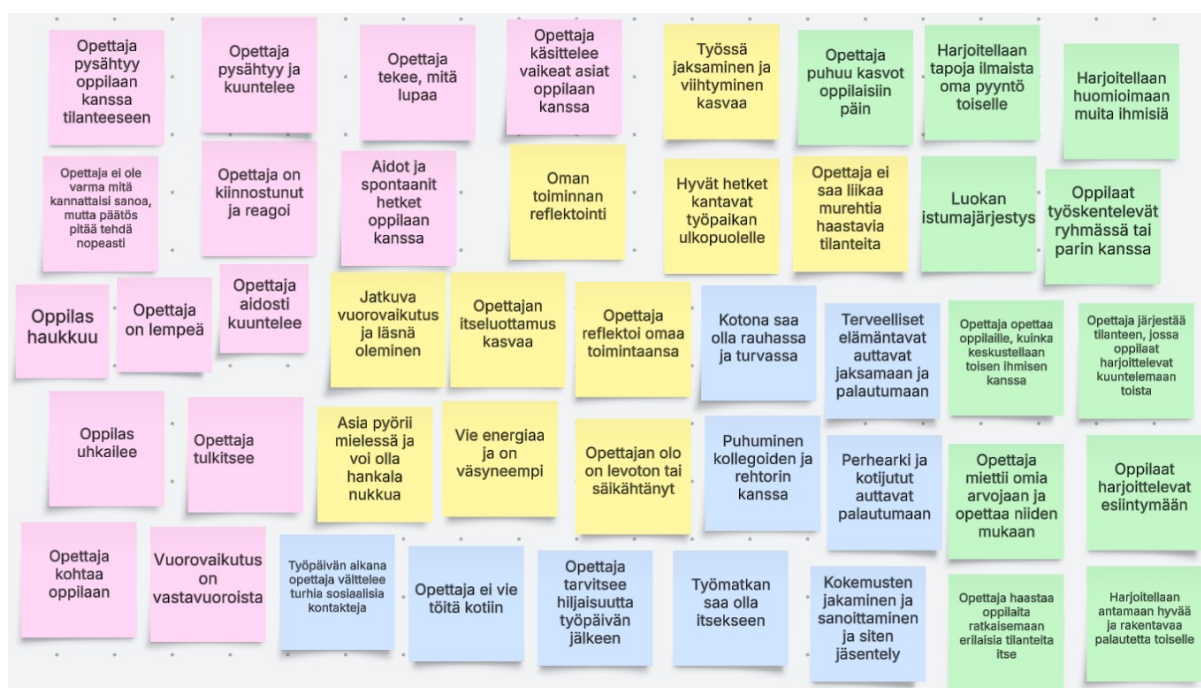 Opettaja
pysähtyy
oppilaan
kanssa
tilanteeseen
Opettaja
pysähtyy ja
kuuntelee
Opettaja
tekee, mitä
lupaa
Opettaja
käsittelee
vaikeat asiat
oppilaan
kanssa
Työssä
jaksaminen ja
viihtyminen
kasvaa
Opettaja
puhuu kasvot
oppilaisiin
päin
Harjoitellaan
tapoja ilmaista
oma pyyntö
toiselle
Harjoitellaan
huomioimaan
muita ihmisiä
Opettaja ei ole
varma mitä
kannattaisi sanoa,
mutta päätös
pitää tehdä
nopeasti
Opettaja on
kiinnostunut
ja reagoi
Aidot ja
spontaanit
hetket
oppilaan
kanssa
Oman
toiminnan
reflektointi
Hyvät hetket
kantavat
työpaikan
ulkopuolelle
Opettaja ei
saa liikaa
murehtia
haastavia
tilanteita
Luokan
istumajärjestys
Oppilaat
työskentelevät
ryhmässä tai
parin kanssa
Oppilas
haukkuu
Opettaja
on lempeä
Opettaja
aidosti
kuuntelee
Jatkuva
vuorovaikutus
ja läsnä
oleminen
Opettajan
itseluottamus
kasvaa
Opettaja
reflektoi omaa
toimintaansa
Kotona saa
olla rauhassa
ja turvassa
Terveelliset
elämäntavat
auttavat
jaksamaan ja
palautumaan
Opettaja opettaa
oppilaille, kuinka
keskustellaan
toisen ihmisen
kanssa
Opettaja järjestää
tilanteen, jossa
oppilaat
harjoittelevat
kuuntelemaan
toista
Oppilas
uhkailee
Opettaja
tulkitsee
Asia pyörii
mielessä ja
voi olla
hankala
nukkua
Vie energiaa
ja on
väsyneempi
Opettajan olo
on levoton tai
säikähtänyt
Puhuminen
kollegoiden ja
rehtorin
kanssa
Perhearki ja
kotijutut
auttavat
palautumaan
Opettaja
miettii omia
arvojaan ja
opettaa niiden
mukaan
Oppilaat
harjoittelevat
esiintymään
Opettaja
kohtaa
oppilaan
Vuorovaikutus
on
vastavuoroista
Työpäivän aikana
opettaja välttelee
turhia sosiaalisia
kontakteja
Opettaja ei vie
töitä kotiin
Opettaja
tarvitsee
hiljaisuutta
työpäivän
jälkeen
Työmatkan
saa olla
itsekseen
Kokemusten
jakaminen ja
sanoittaminen
ja siten
jäsentely
Opettaja haastaa
oppilaita
ratkaisemaan
erilaisia tilanteita
itse
Harjoitellaan
antamaan hyvää
ja rakentavaa
palautetta toiselle